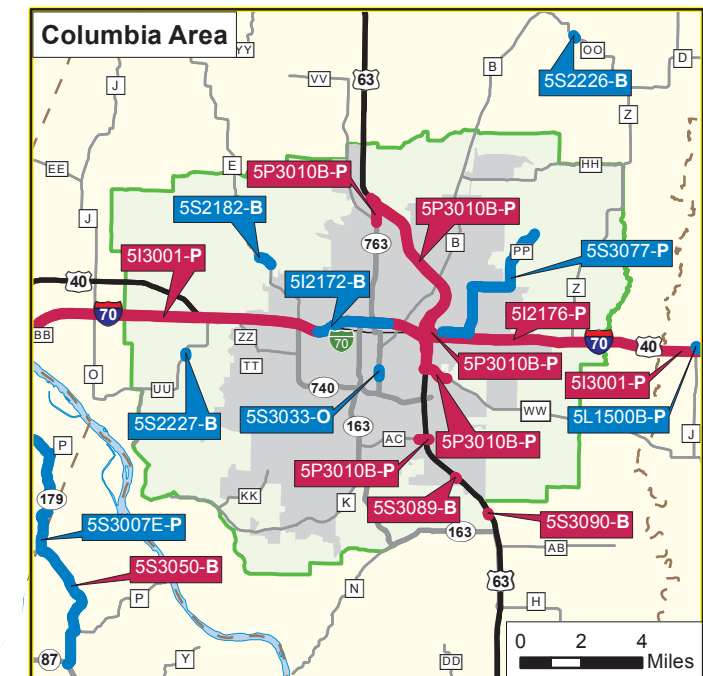 Columbia Area
YY
VV
63
B
OO
D
5S2226-B
J
Z
EE
E
HH
5P3010B-P
5S2182-B
5P3010B-P
J
763
B
PP
5S3077-P
5I3001-P
40
5I2172-B
Z
5I2176-P
70
70
40
BB
ZZ
70
5P3010B-P
TT
O
UU
740
5I3001-P
WW
5S2227-B
5S3033-O
163
5P3010B-P
5L1500B-P
J
P
AC
5P3010B-P
KK
K
179
5S3089-B
5S3090-B
5S3007E-P
163
AB
5S3050-B
63
N
P
H
0 2 4
Miles
87
Y
DD